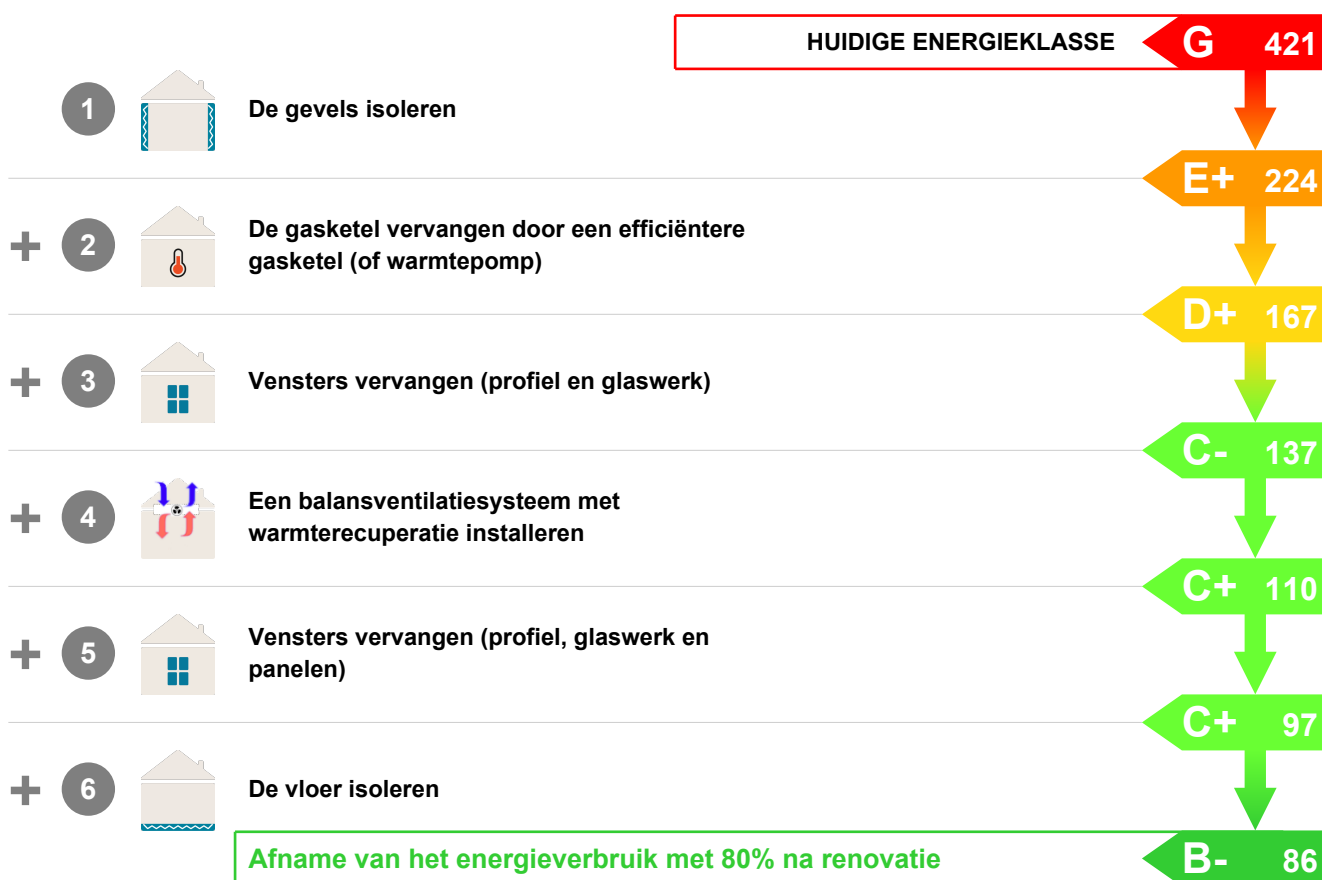 HUIDIGE ENERGIEKLASSE G 421
1 De gevels isoleren
E+ 224
+ 2 De gasketel vervangen door een efficiëntere
gasketel (of warmtepomp)
D+ 167
+ 3 Vensters vervangen (profiel en glaswerk)
C- 137
+ 4 Een balansventilatiesysteem met
warmterecuperatie installeren
C+ 110
+ 5 Vensters vervangen (profiel, glaswerk en
panelen)
C+ 97
+ 6 De vloer isoleren
Afname van het energieverbruik met 80% na renovatie B- 86